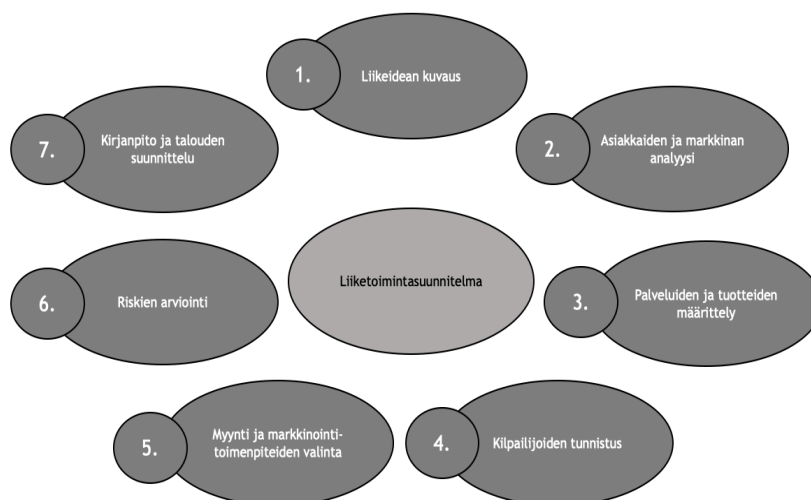 1.
Liikeidean kuvaus
2.
Asiakkaiden ja markkinan
analyysi
3.
Palveluiden ja tuotteiden
määrittely
4.
Kilpailijoiden tunnistus
5.
Myynti ja markkinointi-
toimenpiteiden valinta
6.
Riskien arviointi
7.
Kirjanpito ja talouden
suunnittelu
Liiketoimintasuunnitelma